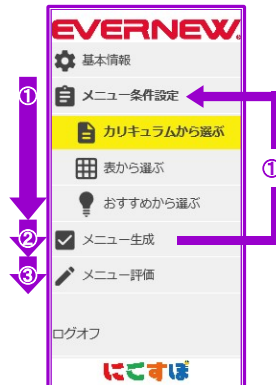 EVERNEW.
基本情報
① メニュー条件設定
カリキュラムから選ぶ
①
表から選ぶ
おすすめから選ぶ
② メニュー生成
③ メニュー評価
ログオフ
にこすぽ